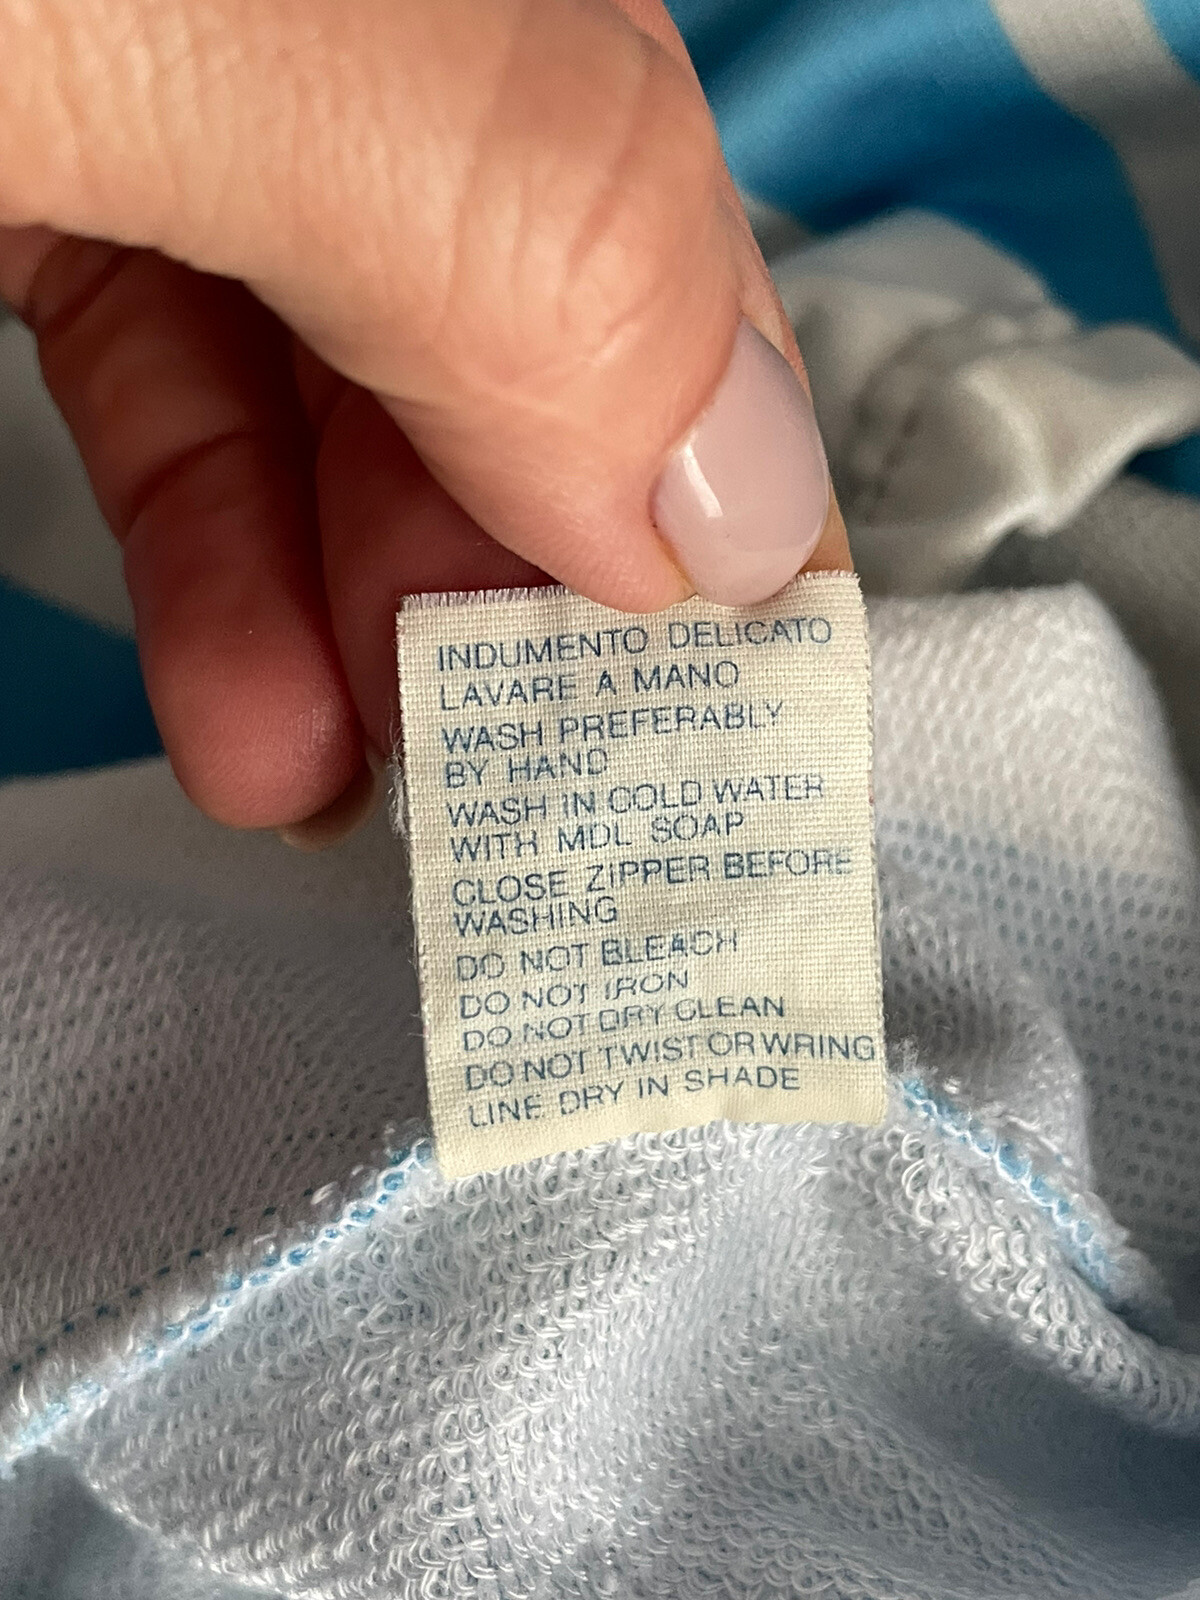 INDUMENTO DELICATO
LAVARE A MANO
WASH PREFERABLY
BY HAND
WASH IN COLD WATER
WITH MDL SOAP
CLOSE ZIPPER BEFORE
WASHING
DO NOT BLEACH
DO NOT IRON
DO NOT DRY CLEAN
DO NOT TWIST OR WRING
LINE DRY IN SHADE